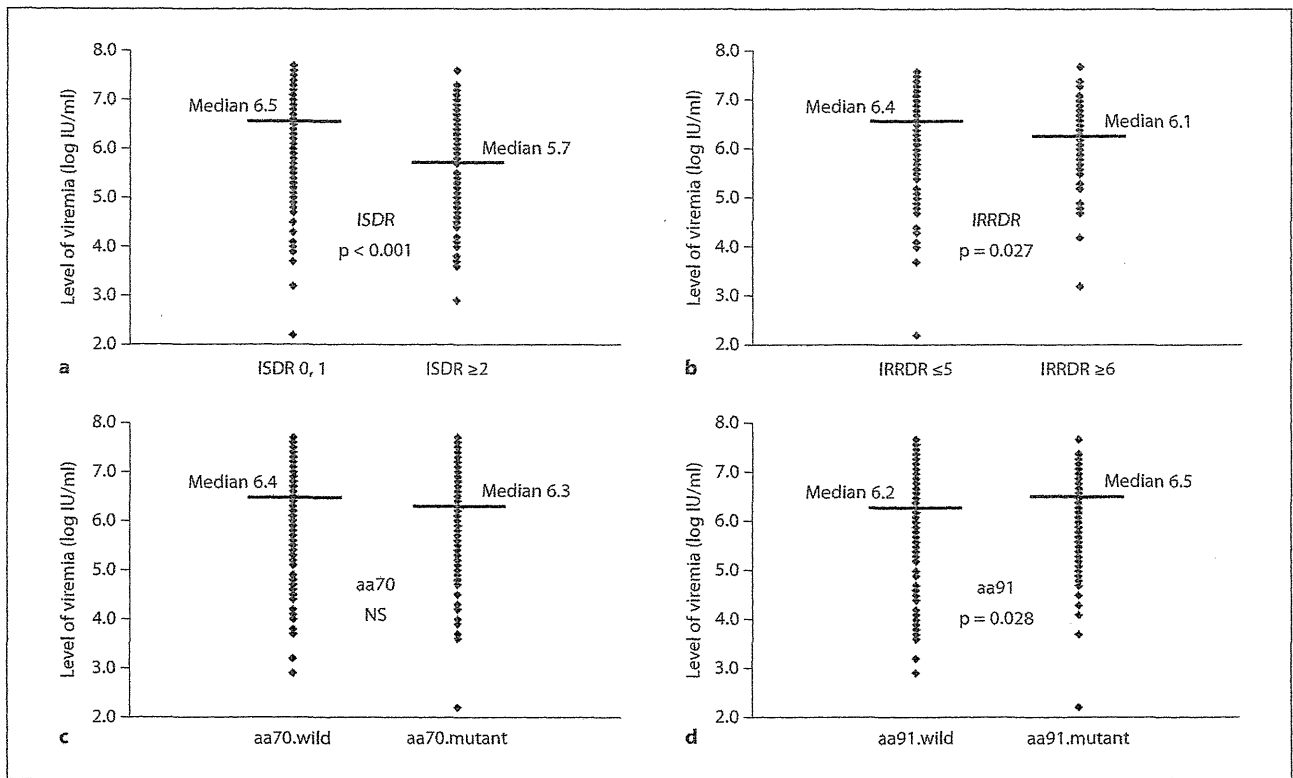 8.0
7.0
6.0
5.0
4.0
3.0
2.0
Level of viremia (log IU/ml)
Median 6.5
Median 5.7
ISDR
p < 0.001
a
ISDR 0, 1
ISDR ≥2
8.0
7.0
6.0
5.0
4.0
3.0
2.0
Level of viremia (log IU/ml)
Median 6.4
Median 6.1
IRRDR
p = 0.027
b
IRRDR ≤5
IRRDR ≥6
8.0
7.0
6.0
5.0
4.0
3.0
2.0
Level of viremia (log IU/ml)
Median 6.4
Median 6.3
aa70
NS
c
aa70.wild
aa70.mutant
8.0
7.0
6.0
5.0
4.0
3.0
2.0
Level of viremia (log IU/ml)
Median 6.2
Median 6.5
aa91
p = 0.028
d
aa91.wild
aa91.mutant